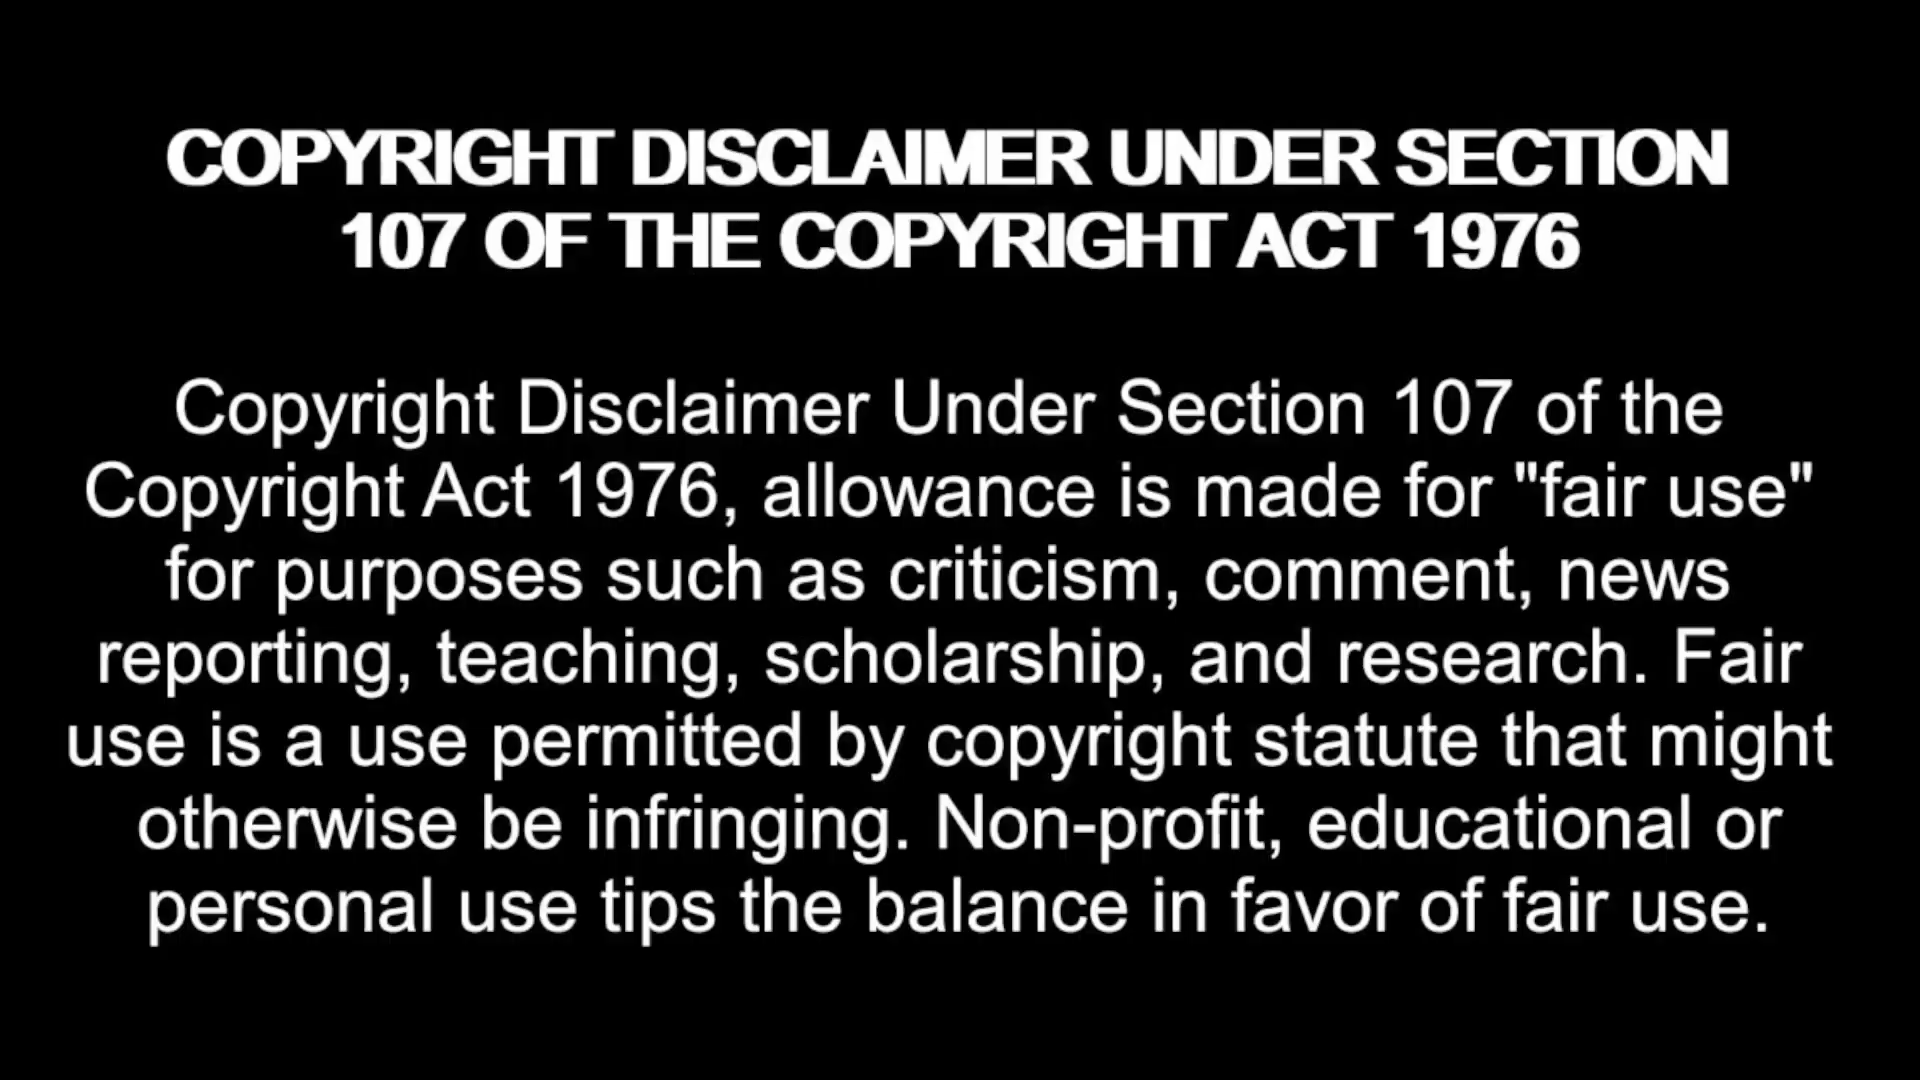 COPYRIGHT DISCLAIMER UNDER SECTION
107 OF THE COPYRIGHT ACT 1976
Copyright Disclaimer Under Section 107 of the
Copyright Act 1976, allowance is made for "fair use"
for purposes such as criticism, comment, news
reporting, teaching, scholarship, and research. Fair
use is a use permitted by copyright statute that might
otherwise be infringing. Non-profit, educational or
personal use tips the balance in favor of fair use.